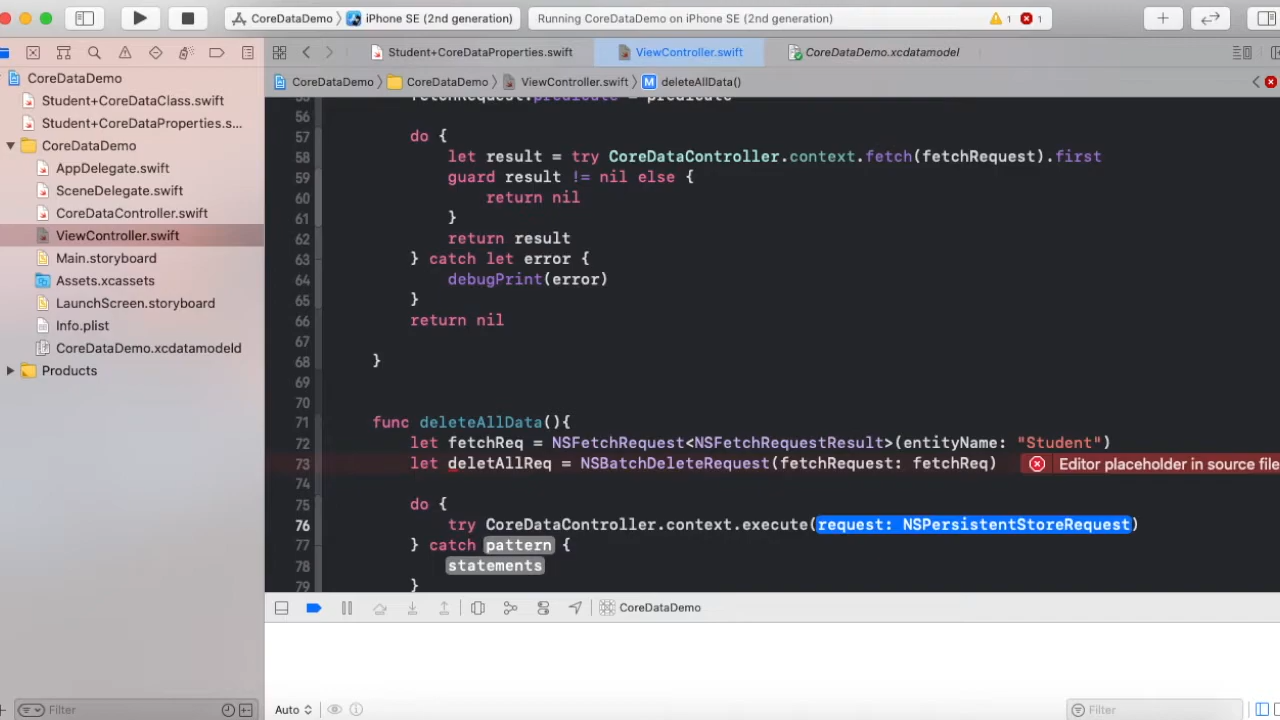 CoreDataDemo
iPhone SE (2nd generation)
Running CoreDataDemo on iPhone SE (2nd generation)
1
1
Student+CoreDataProperties.swift
ViewController.swift
CoreDataDemo.xcdatamodel
CoreDataDemo
CoreDataDemo
ViewController.swift
M
deleteAllData()
CoreDataDemo
Student+CoreDataClass.swift
Student+CoreDataProperties.s...
CoreDataDemo
AppDelegate.swift
SceneDelegate.swift
CoreDataController.swift
ViewController.swift
Main.storyboard
Assets.xcassets
LaunchScreen.storyboard
Info.plist
CoreDataDemo.xcdatamodeld
Products
55 fetchRequest.predicate = predicate
56
57 do {
58 let result = try CoreDataController.context.fetch(fetchRequest).first
59 guard result != nil else {
60 return nil
61 }
62 return result
63 } catch let error {
64 debugPrint(error)
65 }
66 return nil
67
68 }
69
70
71 func deleteAllData(){
72 let fetchReq = NSFetchRequest<NSFetchRequestResult>(entityName: "Student")
73 let deletAllReq = NSBatchDeleteRequest(fetchRequest: fetchReq) Editor placeholder in source file
74
75 do {
76 try CoreDataController.context.execute(request: NSPersistentStoreRequest)
77 } catch pattern {
78 statements
79 }
CoreDataDemo
Filter
Auto
Filter